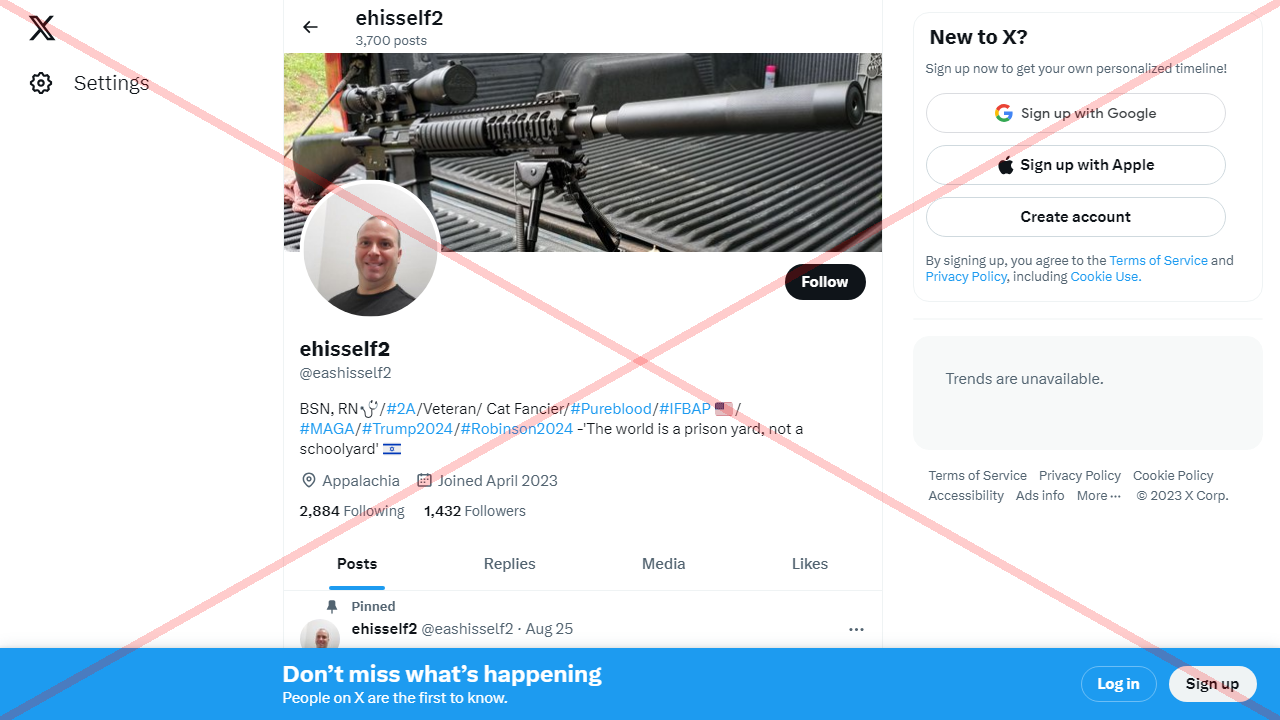 ehisself2
3,700 posts
Settings
New to X?
Sign up now to get your own personalized timeline!
Sign up with Google
Sign up with Apple
Create account
By signing up, you agree to the Terms of Service and
Privacy Policy, including Cookie Use.
Follow
ehisself2
@eashisself2
BSN, RN🩺/#2A/Veteran/ Cat Fancier/#Pureblood/#IFBAP 🇺🇸/
#MAGA/#Trump2024/#Robinson2024 -'The world is a prison yard, not a
schoolyard' 🇮🇱
Appalachia Joined April 2023
2,884 Following 1,432 Followers
Trends are unavailable.
Terms of Service Privacy Policy Cookie Policy
Accessibility Ads info More ··· © 2023 X Corp.
Posts Replies Media Likes
Pinned
ehisself2 @eashisself2 · Aug 25
Don’t miss what’s happening
People on X are the first to know.
Log in
Sign up